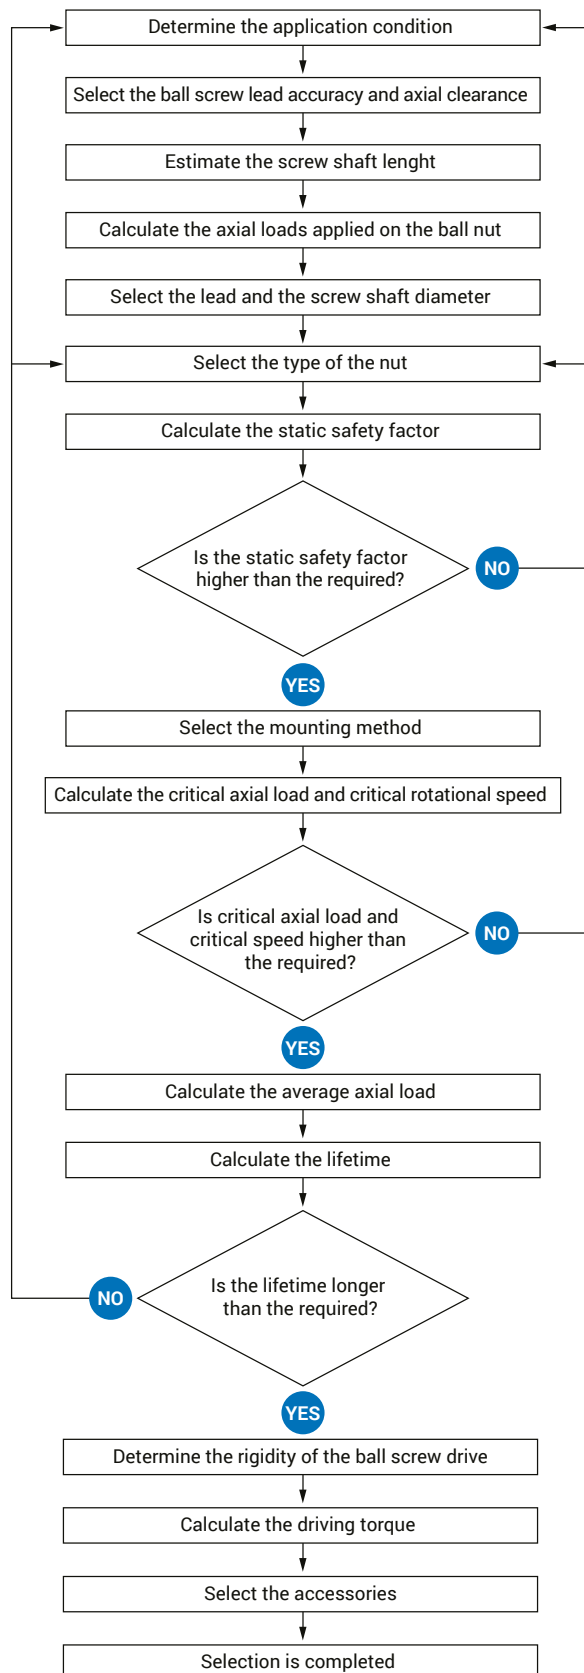 Determine the application condition
Select the ball screw lead accuracy and axial clearance
Estimate the screw shaft lenght
Calculate the axial loads applied on the ball nut
Select the lead and the screw shaft diameter
Select the type of the nut
Calculate the static safety factor
Is the static safety factor
higher than the required?
NO
YES
Select the mounting method
Calculate the critical axial load and critical rotational speed
Is critical axial load and
critical speed higher than
the required?
NO
YES
Calculate the average axial load
Calculate the lifetime
Is the lifetime longer
than the required?
NO
YES
Determine the rigidity of the ball screw drive
Calculate the driving torque
Select the accessories
Selection is completed